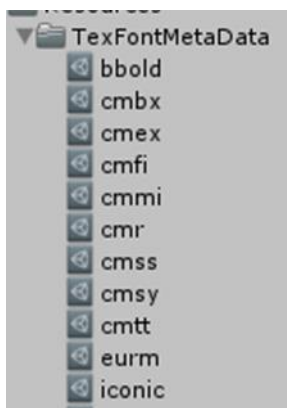 TexFontMetaData
bbold
cmbx
cmex
cmfi
cmmi
cmr
cmss
cmsy
cmtt
eurm
iconic